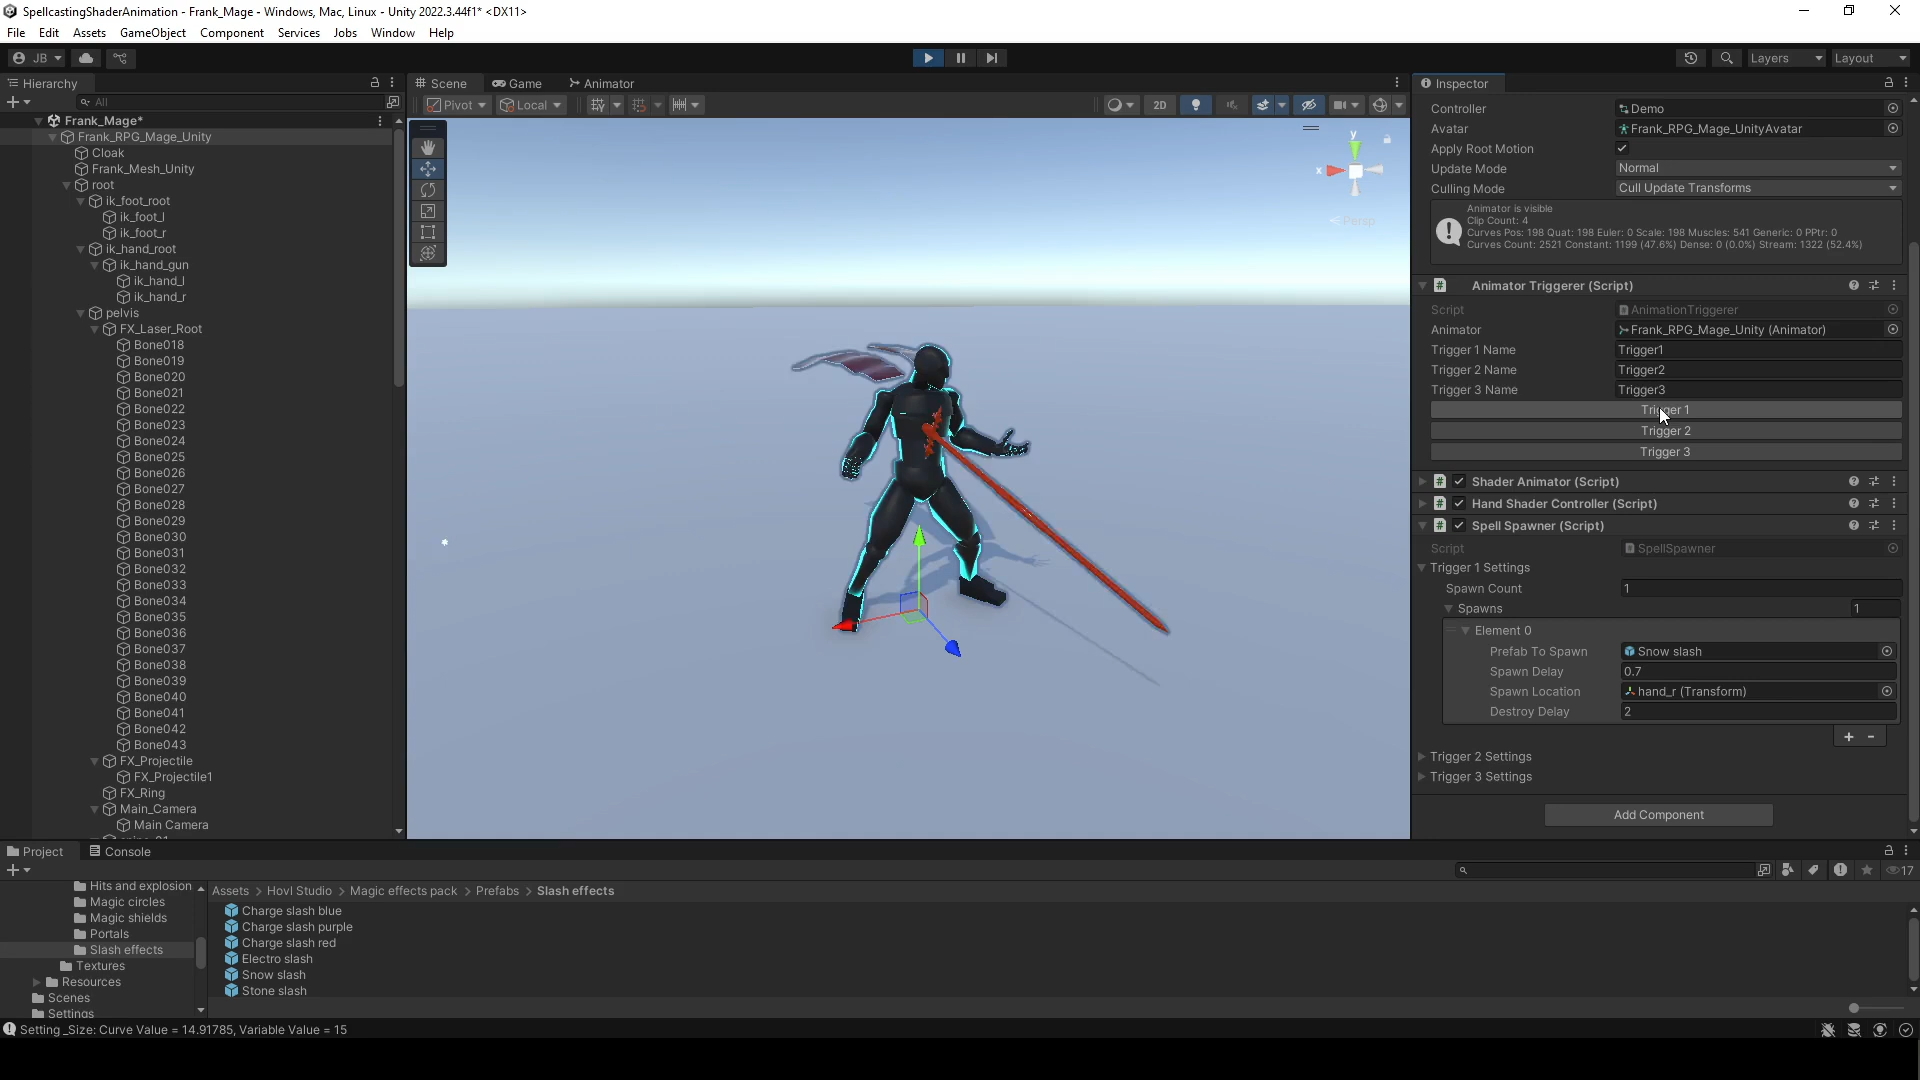 SpellcastingShaderAnimation - Frank_Mage - Windows, Mac, Linux - Unity 2022.3.44f1* <DX11>
File Edit Assets GameObject Component Services Jobs Window Help
JB Layers Layout
Hierarchy
All
Frank_Mage*
Frank_RPG_Mage_Unity
Cloak
Frank_Mesh_Unity
root
ik_foot_root
ik_foot_l
ik_foot_r
ik_hand_root
ik_hand_gun
ik_hand_l
ik_hand_r
pelvis
FX_Laser_Root
Bone018
Bone019
Bone020
Bone021
Bone022
Bone023
Bone024
Bone025
Bone026
Bone027
Bone028
Bone029
Bone030
Bone031
Bone032
Bone033
Bone034
Bone035
Bone036
Bone037
Bone038
Bone039
Bone040
Bone041
Bone042
Bone043
FX_Projectile
FX_Projectile1
FX_Ring
Main_Camera
Main Camera
Scene Game Animator
Pivot Local 2D
y
x
Persp
Inspector
Controller Demo
Avatar Frank_RPG_Mage_UnityAvatar
Apply Root Motion
Update Mode Normal
Culling Mode Cull Update Transforms
Animator is visible
Clip Count: 4
Curves Pos: 198 Quat: 198 Euler: 0 Scale: 198 Muscles: 541 Generic: 0 PPtr: 0
Curves Count: 2521 Constant: 1199 (47.6%) Dense: 0 (0.0%) Stream: 1322 (52.4%)
# Animator Triggerer (Script)
Script AnimationTriggerer
Animator Frank_RPG_Mage_Unity (Animator)
Trigger 1 Name Trigger1
Trigger 2 Name Trigger2
Trigger 3 Name Trigger3
Trigger 1
Trigger 2
Trigger 3
# Shader Animator (Script)
# Hand Shader Controller (Script)
# Spell Spawner (Script)
Script SpellSpawner
Trigger 1 Settings
Spawn Count 1
Spawns 1
Element 0
Prefab To Spawn Snow slash
Spawn Delay 0.7
Spawn Location hand_r (Transform)
Destroy Delay 2
+ -
Trigger 2 Settings
Trigger 3 Settings
Add Component
Project Console
17
Hits and explosion
Magic circles
Magic shields
Portals
Slash effects
Textures
Resources
Scenes
Settings
Assets > Hovl Studio > Magic effects pack > Prefabs > Slash effects
Charge slash blue
Charge slash purple
Charge slash red
Electro slash
Snow slash
Stone slash
Setting _Size: Curve Value = 14.91785, Variable Value = 15